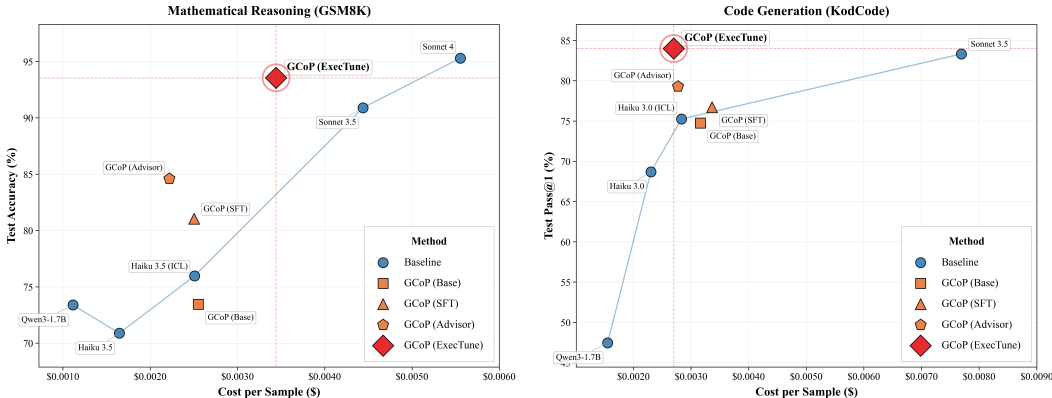 Mathematical Reasoning (GSM8K)
Test Accuracy (%)
95
90
85
80
75
70
Sonnet 4
GCoP (ExecTune)
Sonnet 3.5
GCoP (Advisor)
GCoP (SFT)
Haiku 3.5 (ICL)
GCoP (Base)
Qwen3-1.7B
Haiku 3.5
Method
Baseline
GCoP (Base)
GCoP (SFT)
GCoP (Advisor)
GCoP (ExecTune)
$0.0010 $0.0020 $0.0030 $0.0040 $0.0050 $0.0060
Cost per Sample ($)
Code Generation (KodCode)
Test Pass@1 (%)
85
80
75
70
65
60
55
50
45
GCoP (ExecTune)
Sonnet 3.5
GCoP (Advisor)
Haiku 3.0 (ICL)
GCoP (SFT)
GCoP (Base)
Haiku 3.0
Qwen3-1.7B
Method
Baseline
GCoP (Base)
GCoP (SFT)
GCoP (Advisor)
GCoP (ExecTune)
$0.0020 $0.0030 $0.0040 $0.0050 $0.0060 $0.0070 $0.0080 $0.0090
Cost per Sample ($)